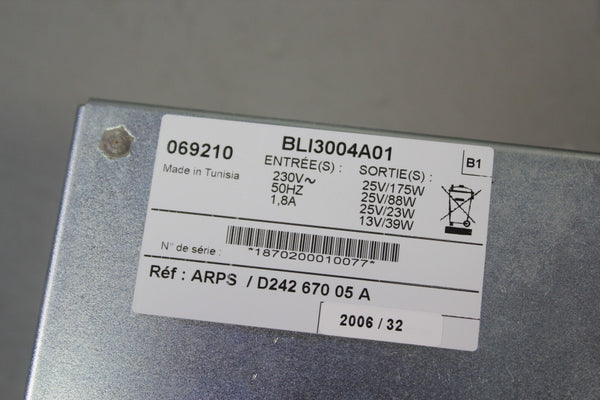 069210
Made in Tunisia
BLI3004A01
B1
ENTRÉE(S) :
230V~
50HZ
1,8A
SORTIE(S) :
25V/175W
25V/88W
25V/23W
13V/39W
N° de série :
*1870200010077*
Réf : ARPS / D242 670 05 A
2006 / 32